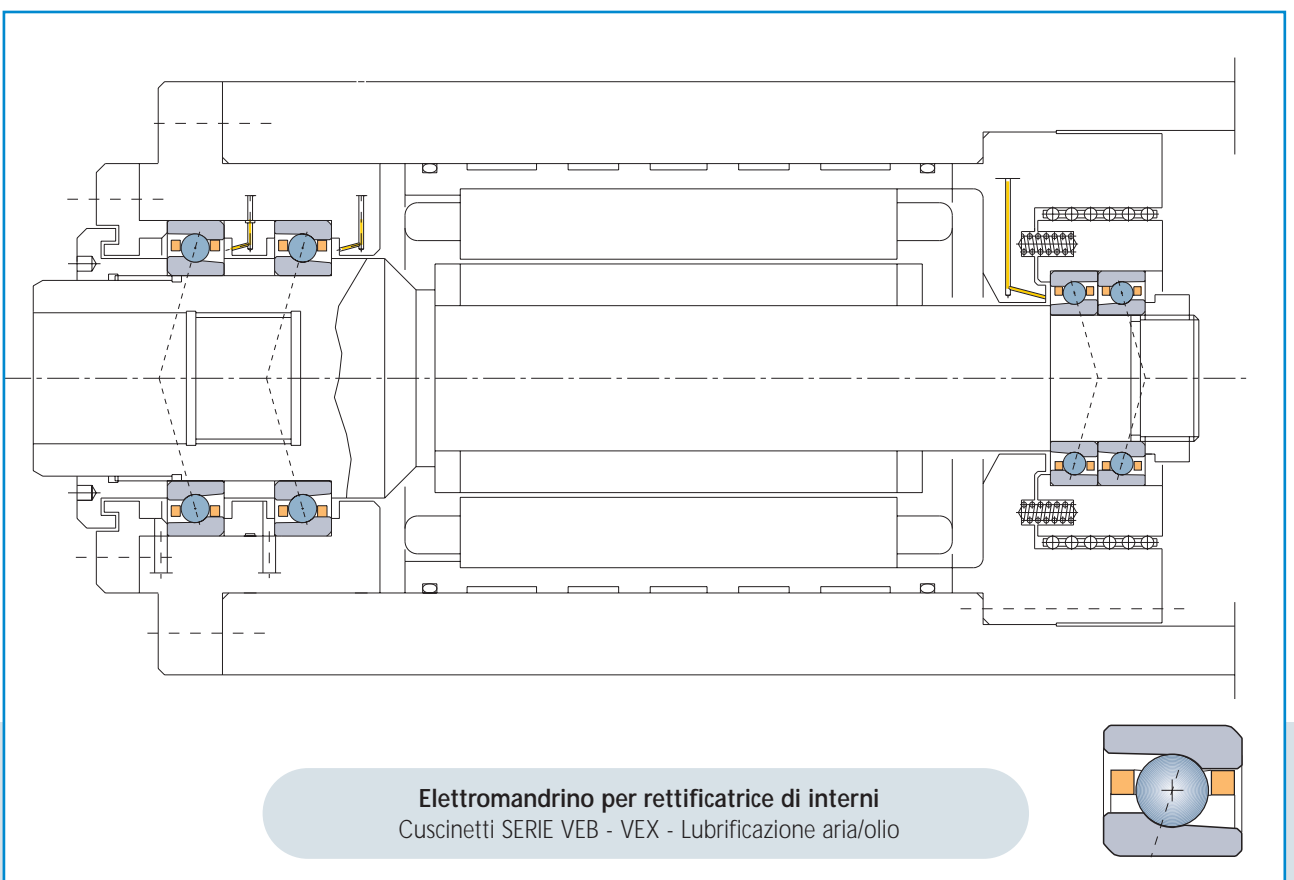 Elettromandrino per rettificatrice di interni
Cuscinetti SERIE VEB - VEX - Lubrificazione aria/olio